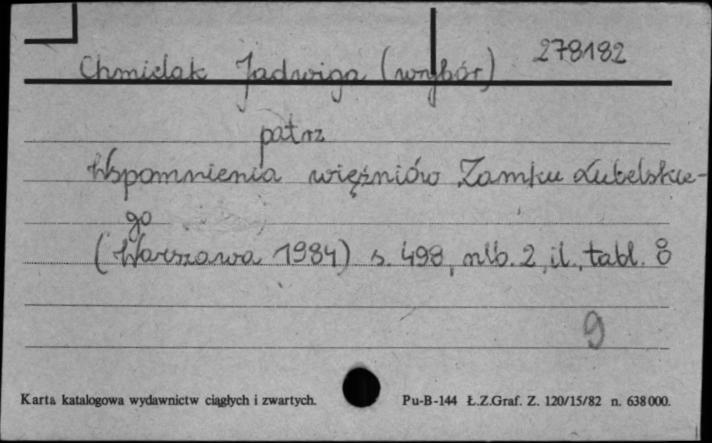 Chmielak Jadwiga (wybór) 278182
patrz
Wspomnienia więźniów Zamku Lubelskie-
go
(Warszawa 1984) s. 498, nlb. 2, il., tabl. 8
9
Karta katalogowa wydawnictw ciągłych i zwartych. Pu-B-144 Ł.Z.Graf. Z. 120/15/82 n. 638000.